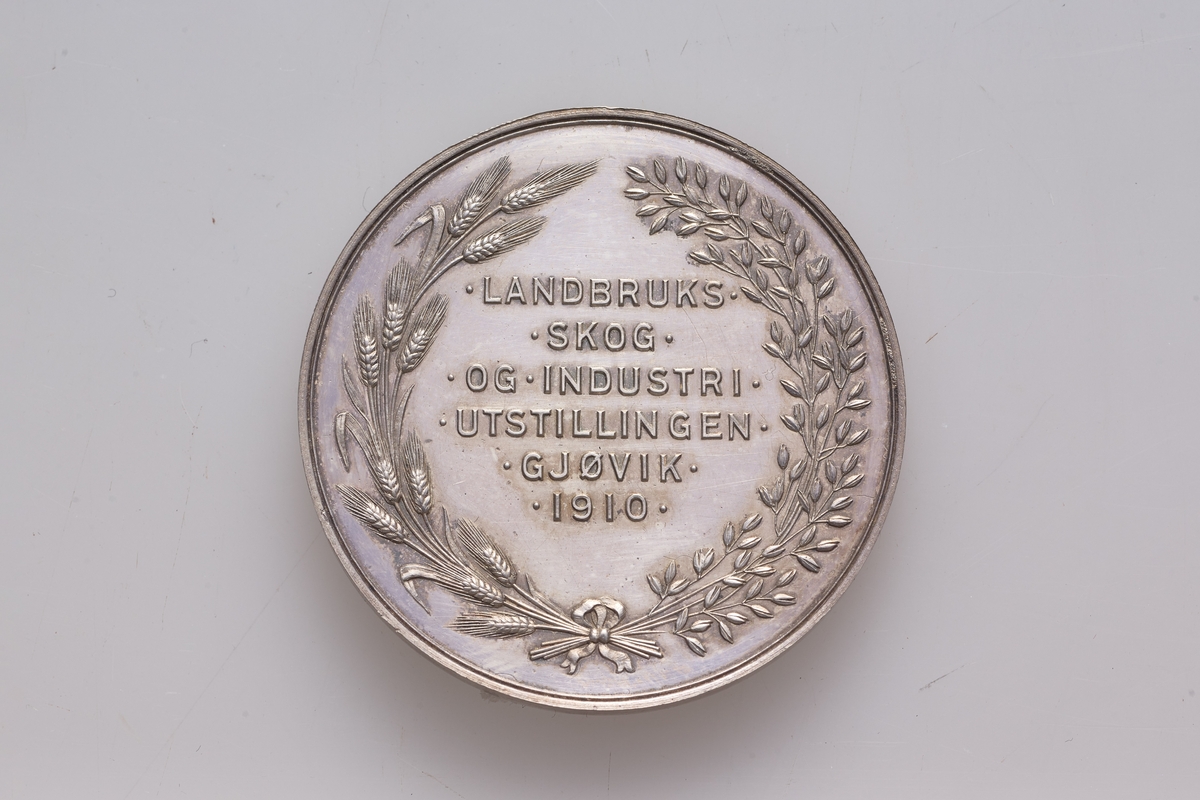 ·LANDBRUKS·
·SKOG·
·OG·INDUSTRI·
·UTSTILLINGEN·
·GJØVIK·
·1910·